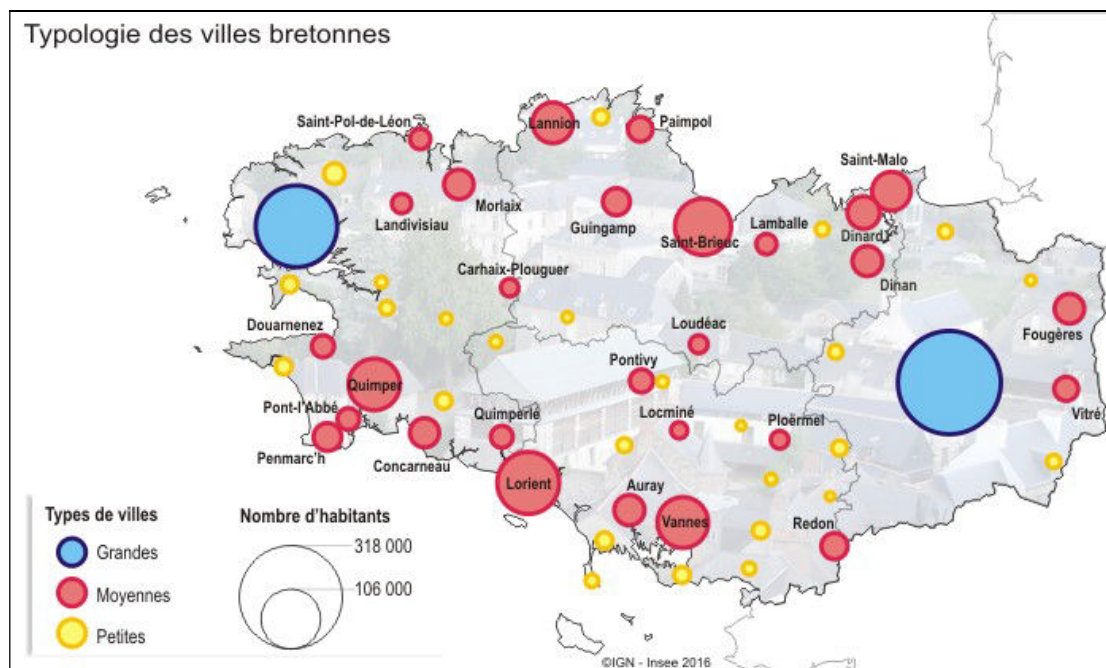 Typologie des villes bretonnes
Saint-Pol-de-Léon
Lannion
Paimpol
Saint-Malo
Landivisiau
Morlaix
Guingamp
Saint-Brieuc
Lamballe
Dinard
Dinan
Carhaix-Plouguer
Douarnenez
Loudéac
Fougères
Quimper
Pontivy
Vitré
Pont-l'Abbé
Quimperlé
Locminé
Ploërmel
Penmarc'h
Concarneau
Lorient
Auray
Vannes
Redon
Types de villes
Grandes
Moyennes
Petites
Nombre d'habitants
318 000
106 000
©IGN - Insee 2016